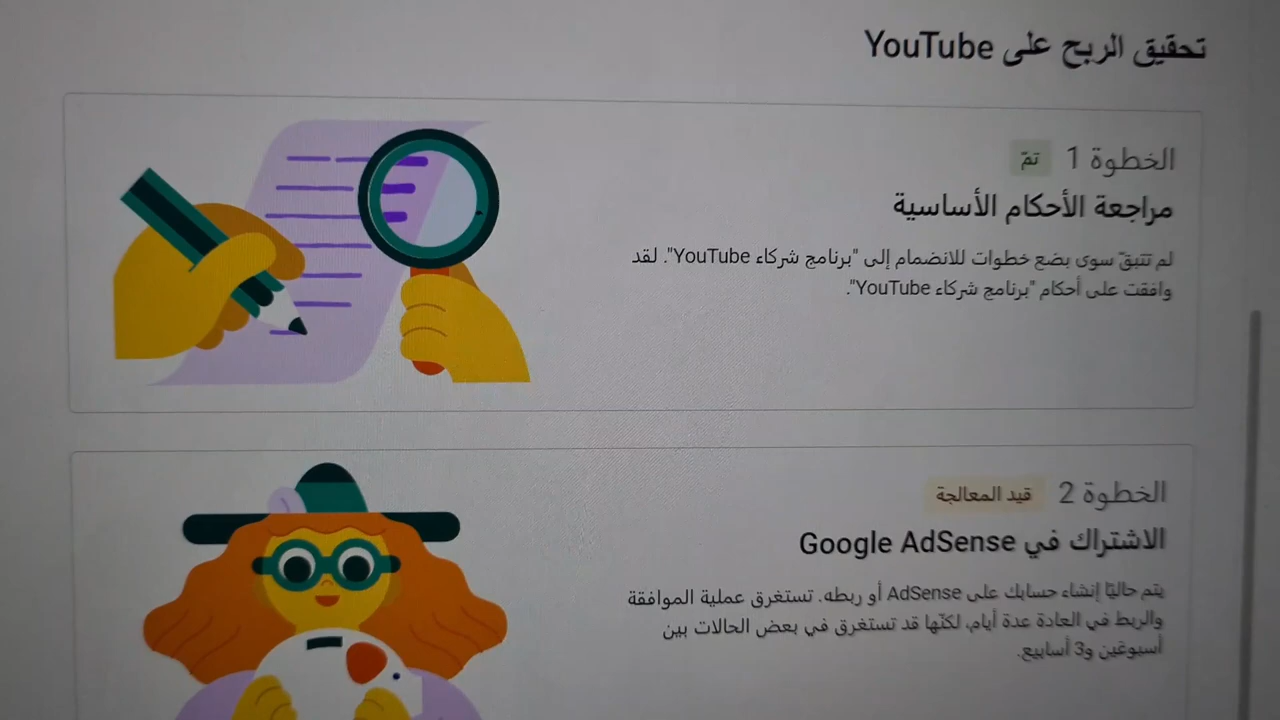 تحقيق الربح على YouTube
الخطوة 1 تمّ
مراجعة الأحكام الأساسية
لم تتبقّ سوى بضع خطوات للانضمام إلى "برنامج شركاء YouTube". لقد
وافقت على أحكام "برنامج شركاء YouTube".
الخطوة 2 قيد المعالجة
الاشتراك في Google AdSense
يتم حاليًا إنشاء حسابك على AdSense أو ربطه. تستغرق عملية الموافقة
والربط في العادة عدة أيام، لكنّها قد تستغرق في بعض الحالات بين
أسبوعَين و3 أسابيع.